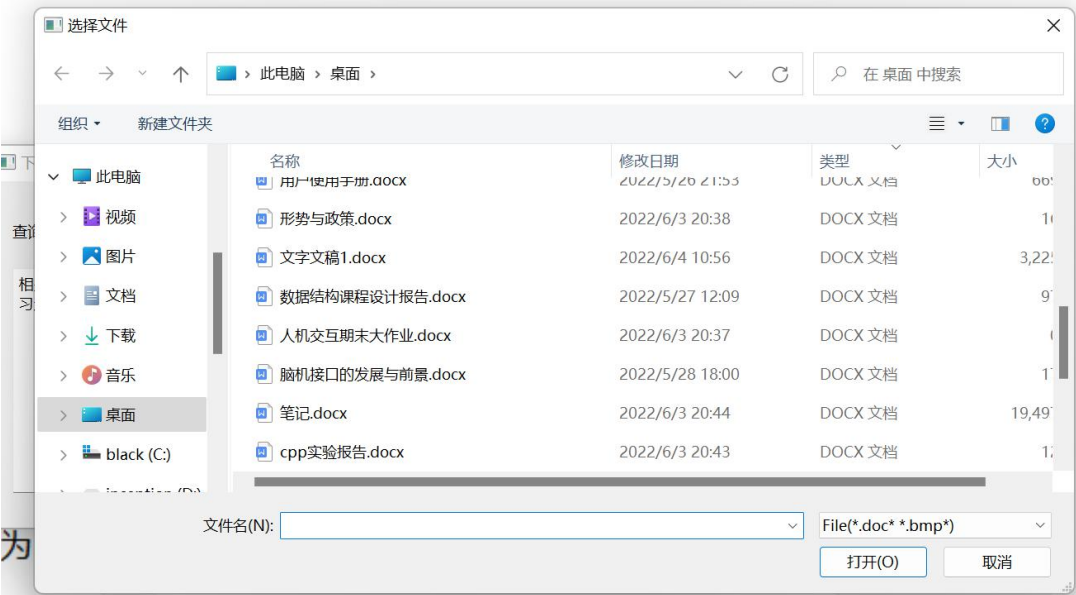 选择文件
此电脑 › 桌面 ›
在 桌面 中搜索
组织
新建文件夹
名称 修改日期 类型 大小
此电脑
视频
图片
文档
下载
音乐
桌面
black (C:)
用户使用手册.docx 2022/5/26 21:53 DOCX 文档
形势与政策.docx 2022/6/3 20:38 DOCX 文档
文字文稿1.docx 2022/6/4 10:56 DOCX 文档
数据结构课程设计报告.docx 2022/5/27 12:09 DOCX 文档
人机交互期末大作业.docx 2022/6/3 20:37 DOCX 文档
脑机接口的发展与前景.docx 2022/5/28 18:00 DOCX 文档
笔记.docx 2022/6/3 20:44 DOCX 文档
cpp实验报告.docx 2022/6/3 20:43 DOCX 文档
文件名(N):
File(*.doc* *.bmp*)
打开(O)
取消
下
查
相
习
为